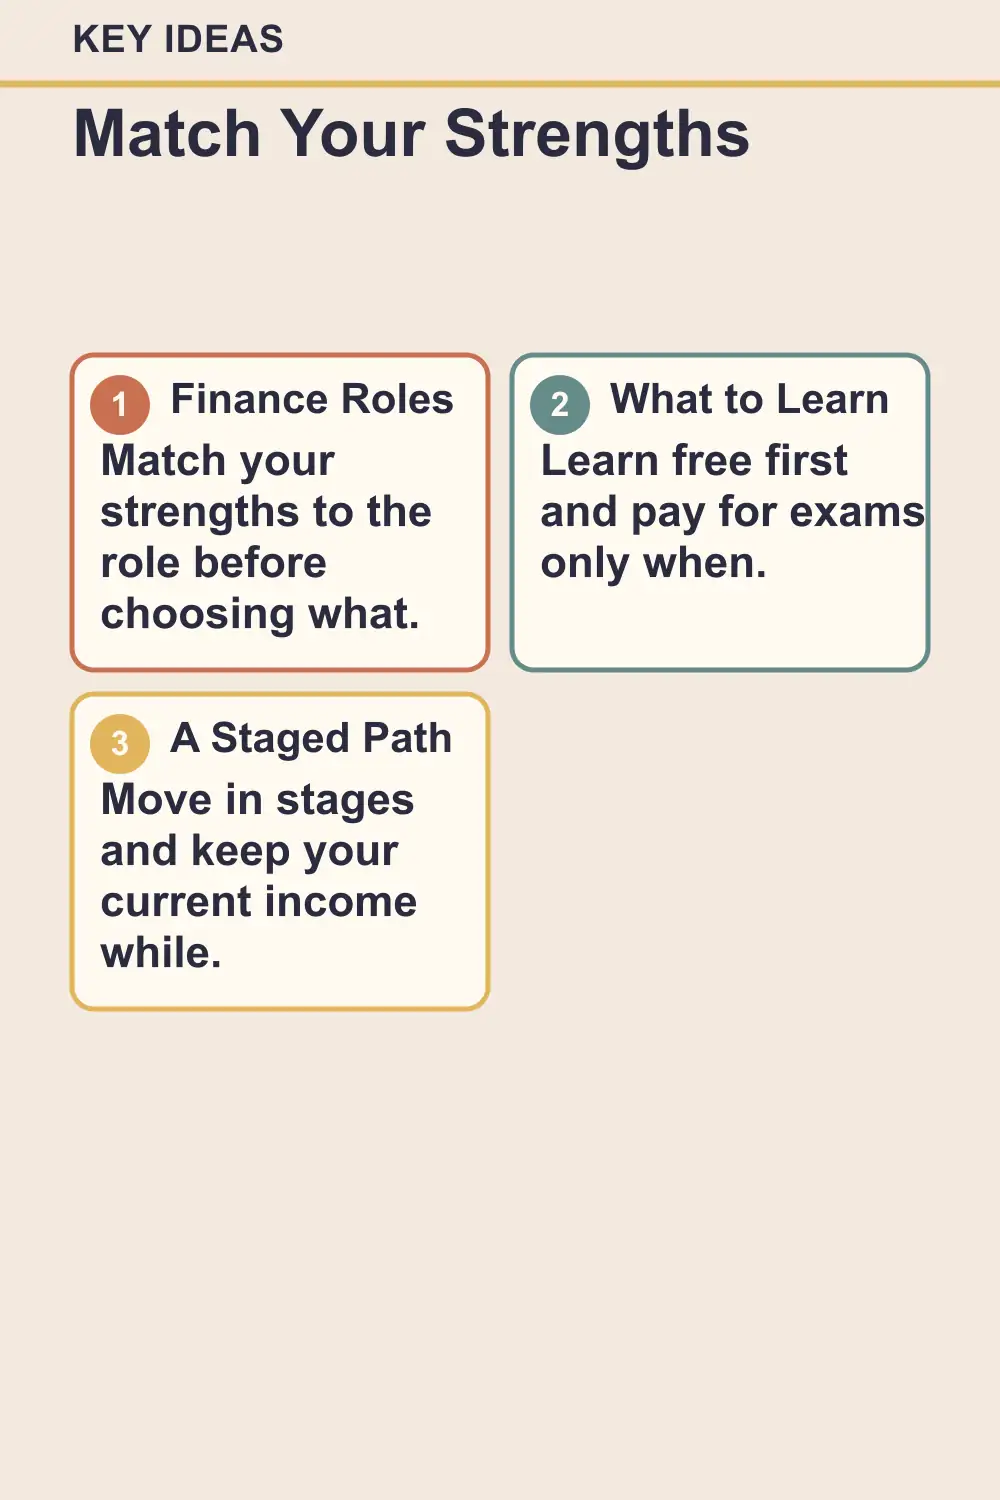 KEY IDEAS
Match Your Strengths
1 Finance Roles
Match your
strengths to the
role before
choosing what.
2 What to Learn
Learn free first
and pay for exams
only when.
3 A Staged Path
Move in stages
and keep your
current income
while.